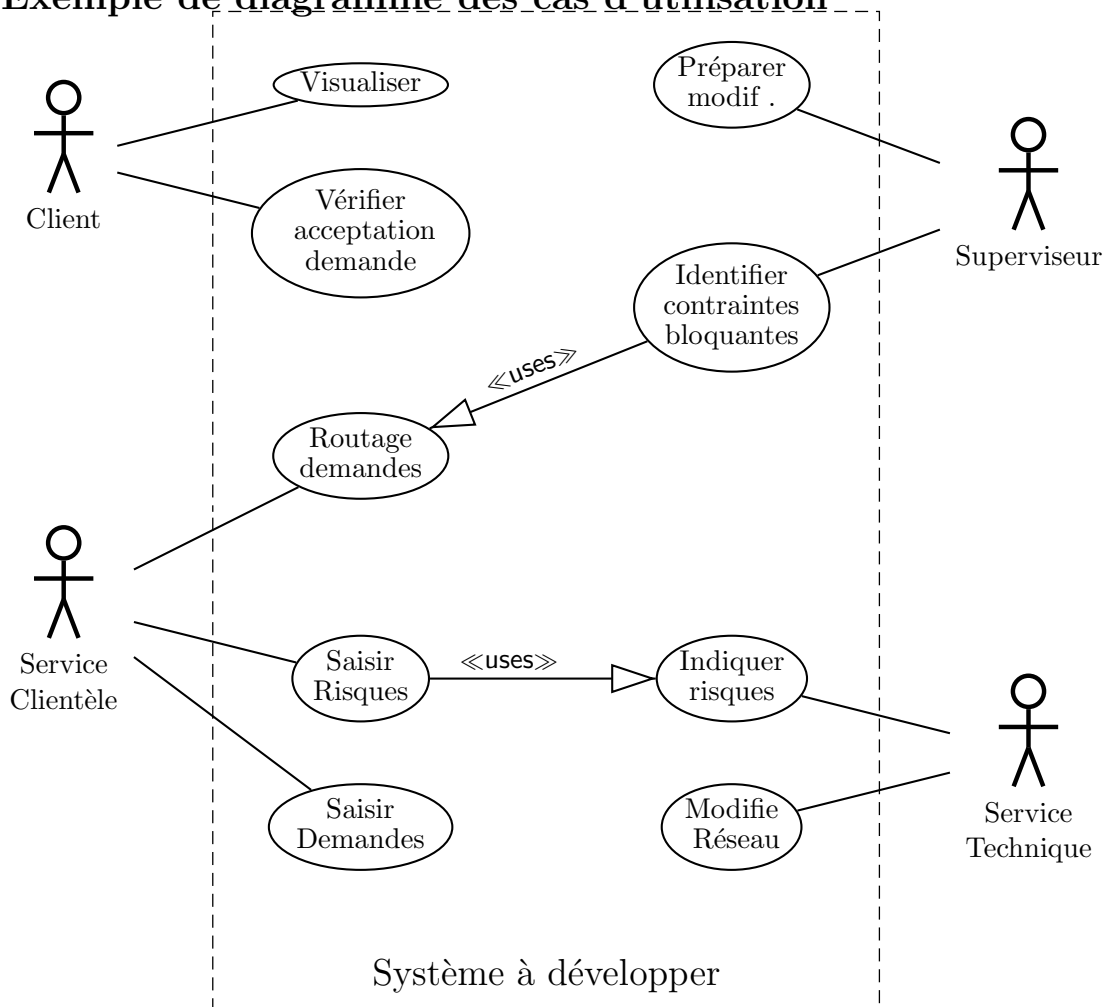 Exemple de diagramme des cas d'utilisation
Visualiser
Préparer
modif .
Client
Vérifier
acceptation
demande
Superviseur
Identifier
contraintes
bloquantes
≪uses≫
Routage
demandes
Service
Clientèle
Saisir
Risques
≪uses≫
Indiquer
risques
Saisir
Demandes
Modifie
Réseau
Service
Technique
Système à développer